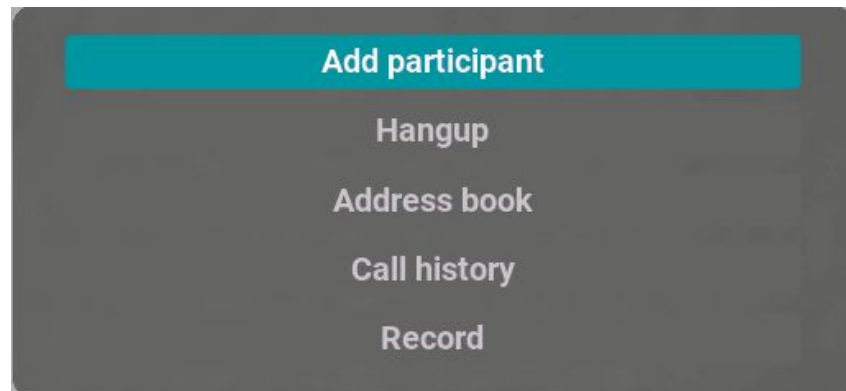 Add participant
Hangup
Address book
Call history
Record